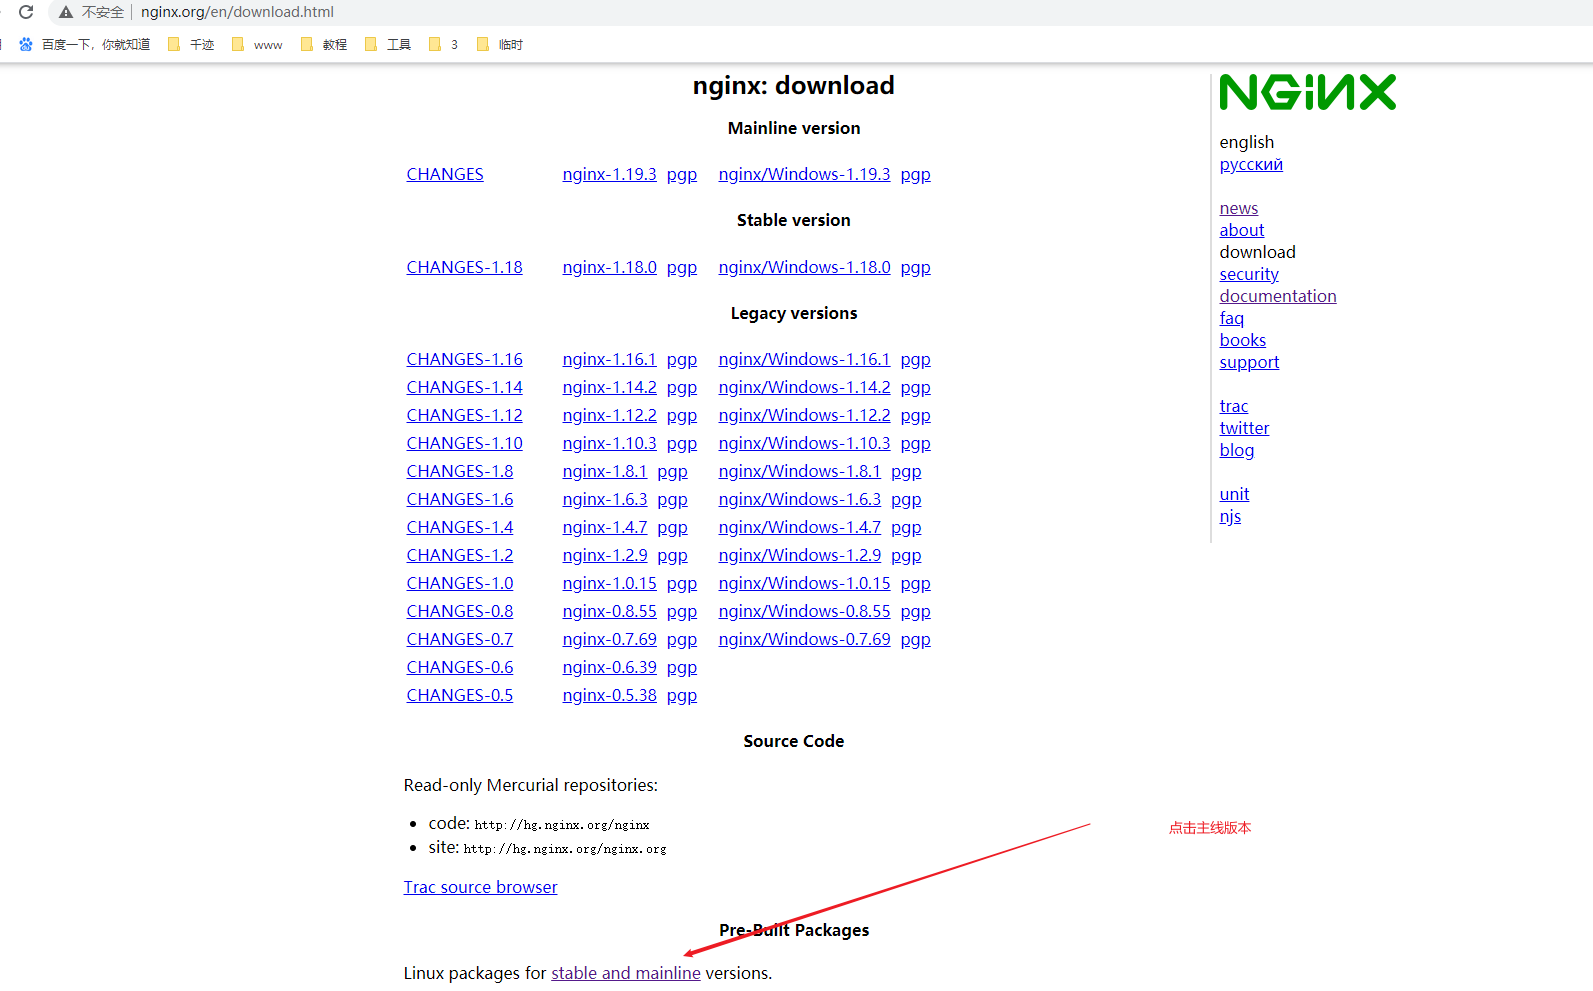 不安全 | nginx.org/en/download.html
百度一下，你就知道 千迹 www 教程 工具 3 临时
nginx: download
Mainline version
CHANGES nginx-1.19.3 pgp nginx/Windows-1.19.3 pgp
Stable version
CHANGES-1.18 nginx-1.18.0 pgp nginx/Windows-1.18.0 pgp
Legacy versions
CHANGES-1.16 nginx-1.16.1 pgp nginx/Windows-1.16.1 pgp
CHANGES-1.14 nginx-1.14.2 pgp nginx/Windows-1.14.2 pgp
CHANGES-1.12 nginx-1.12.2 pgp nginx/Windows-1.12.2 pgp
CHANGES-1.10 nginx-1.10.3 pgp nginx/Windows-1.10.3 pgp
CHANGES-1.8 nginx-1.8.1 pgp nginx/Windows-1.8.1 pgp
CHANGES-1.6 nginx-1.6.3 pgp nginx/Windows-1.6.3 pgp
CHANGES-1.4 nginx-1.4.7 pgp nginx/Windows-1.4.7 pgp
CHANGES-1.2 nginx-1.2.9 pgp nginx/Windows-1.2.9 pgp
CHANGES-1.0 nginx-1.0.15 pgp nginx/Windows-1.0.15 pgp
CHANGES-0.8 nginx-0.8.55 pgp nginx/Windows-0.8.55 pgp
CHANGES-0.7 nginx-0.7.69 pgp nginx/Windows-0.7.69 pgp
CHANGES-0.6 nginx-0.6.39 pgp
CHANGES-0.5 nginx-0.5.38 pgp
Source Code
Read-only Mercurial repositories:
• code: http://hg.nginx.org/nginx
• site: http://hg.nginx.org/nginx.org
Trac source browser
Pre-Built Packages
Linux packages for stable and mainline versions.
点击主线版本
NGINX
english
русский
news
about
download
security
documentation
faq
books
support
trac
twitter
blog
unit
njs